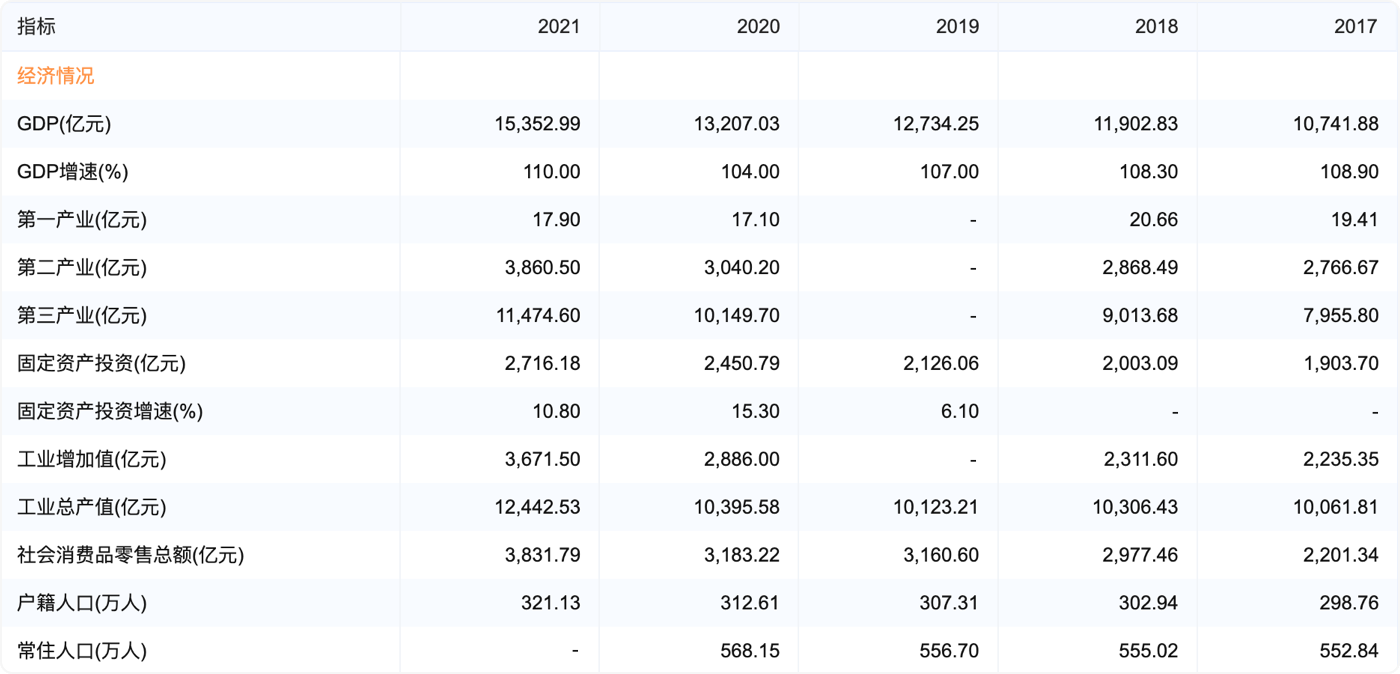 指标 2021 2020 2019 2018 2017
经济情况
GDP(亿元) 15,352.99 13,207.03 12,734.25 11,902.83 10,741.88
GDP增速(%) 110.00 104.00 107.00 108.30 108.90
第一产业(亿元) 17.90 17.10 - 20.66 19.41
第二产业(亿元) 3,860.50 3,040.20 - 2,868.49 2,766.67
第三产业(亿元) 11,474.60 10,149.70 - 9,013.68 7,955.80
固定资产投资(亿元) 2,716.18 2,450.79 2,126.06 2,003.09 1,903.70
固定资产投资增速(%) 10.80 15.30 6.10 - -
工业增加值(亿元) 3,671.50 2,886.00 - 2,311.60 2,235.35
工业总产值(亿元) 12,442.53 10,395.58 10,123.21 10,306.43 10,061.81
社会消费品零售总额(亿元) 3,831.79 3,183.22 3,160.60 2,977.46 2,201.34
户籍人口(万人) 321.13 312.61 307.31 302.94 298.76
常住人口(万人) - 568.15 556.70 555.02 552.84